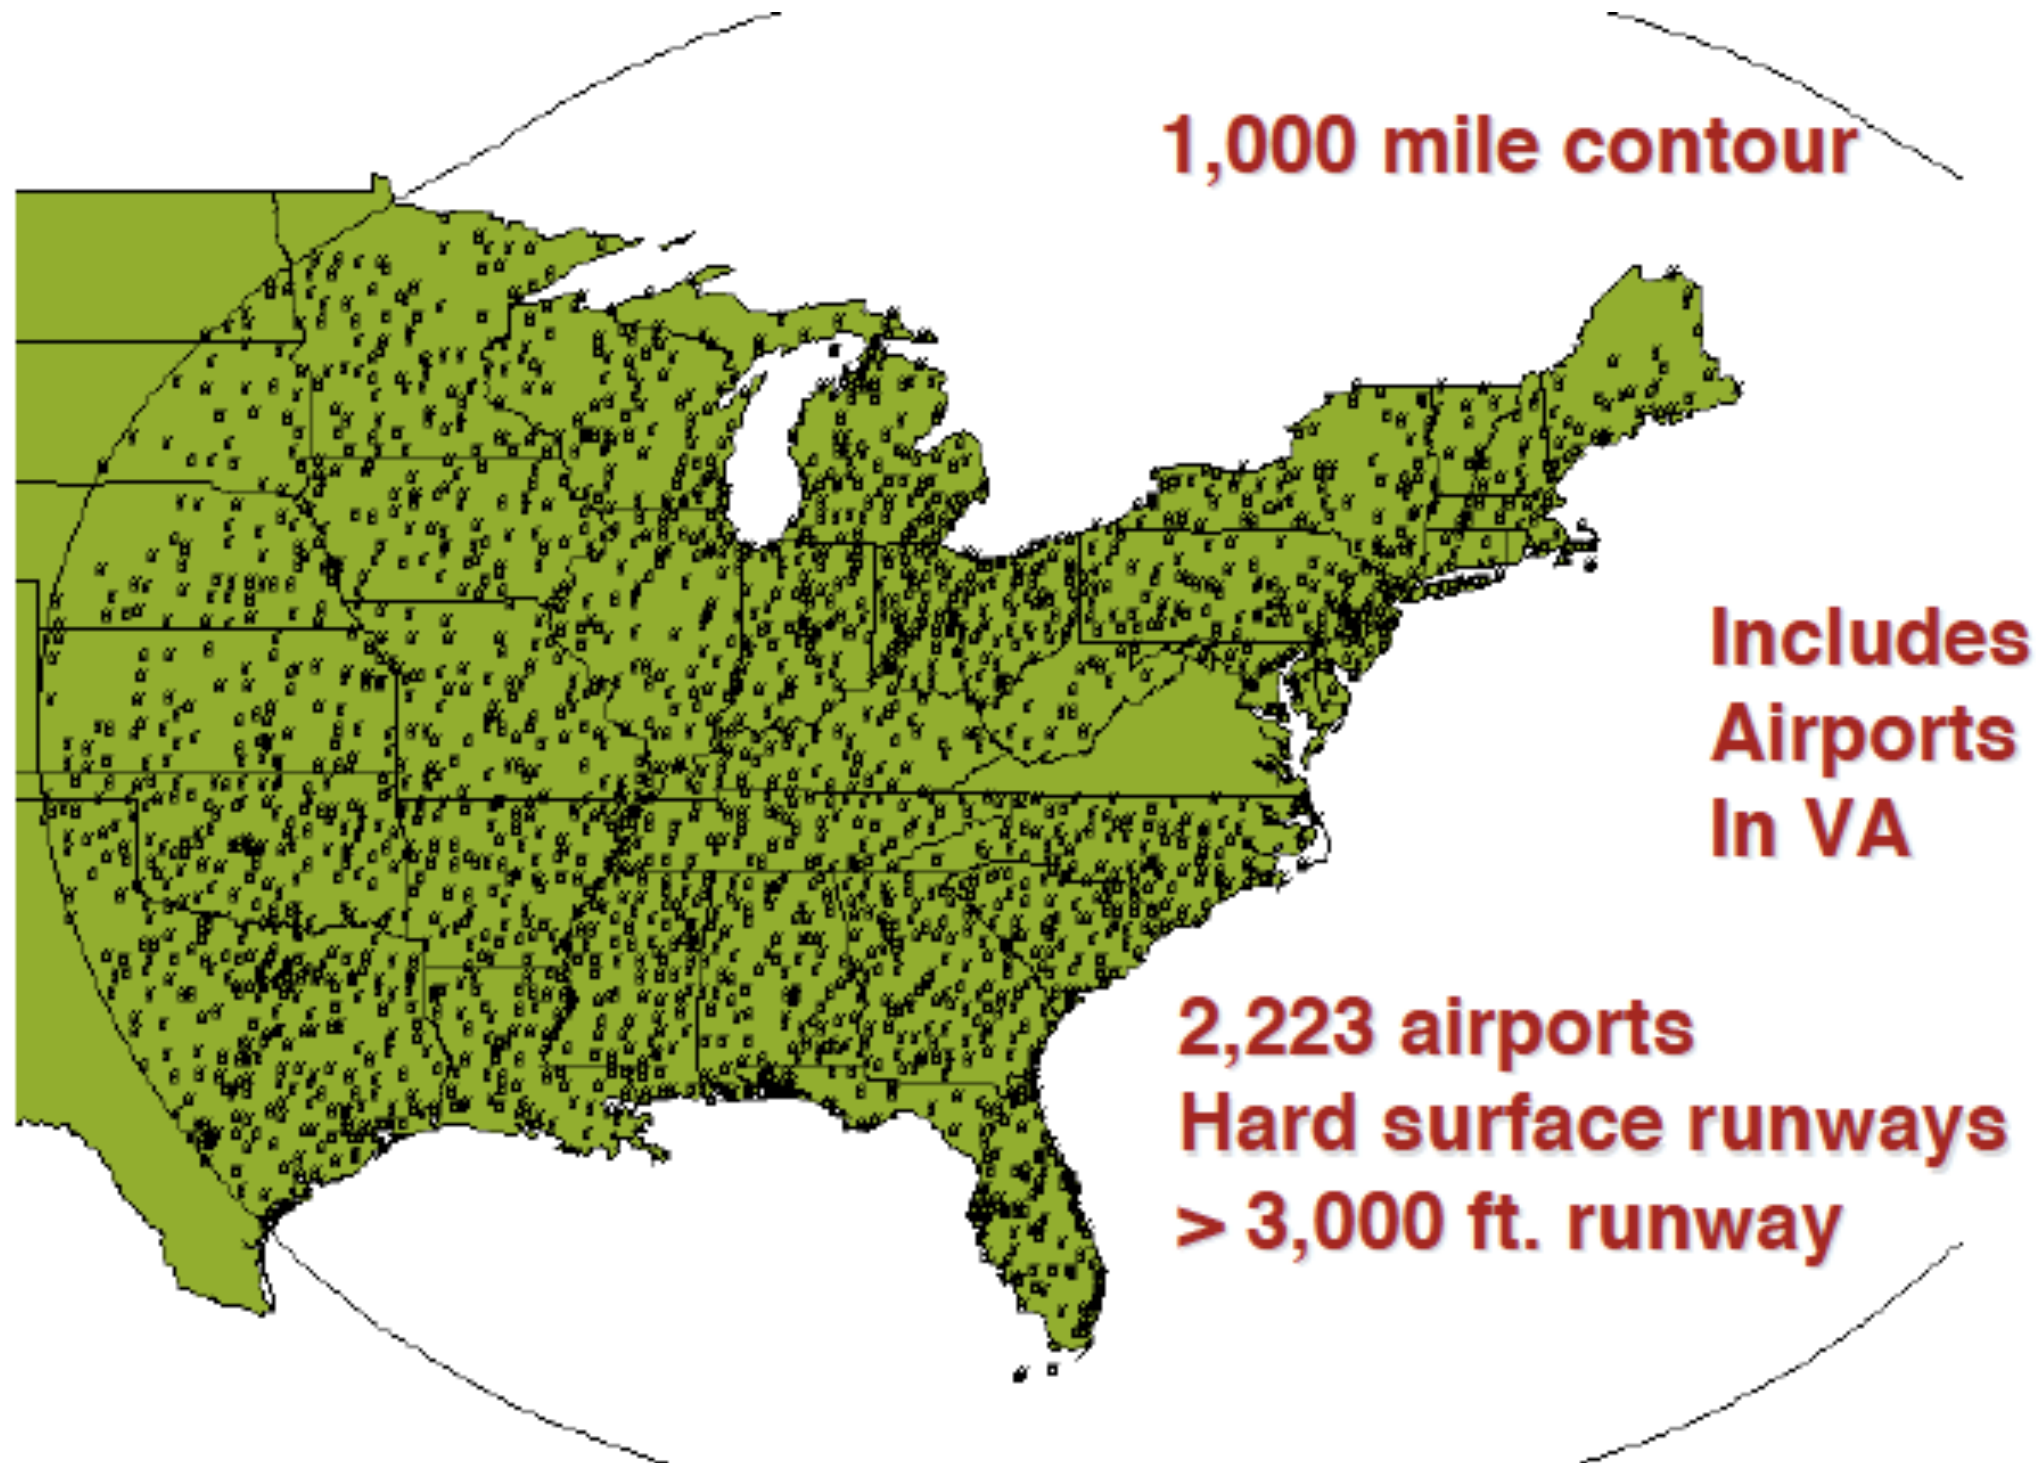 1,000 mile contour
Includes
Airports
In VA
2,223 airports
Hard surface runways
> 3,000 ft. runway